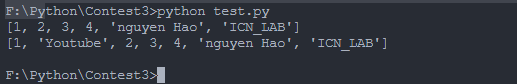 F:\Python\Contest3>python test.py
[1, 2, 3, 4, 'nguyen Hao', 'ICN_LAB']
[1, 'Youtube', 2, 3, 4, 'nguyen Hao', 'ICN_LAB']
F:\Python\Contest3>